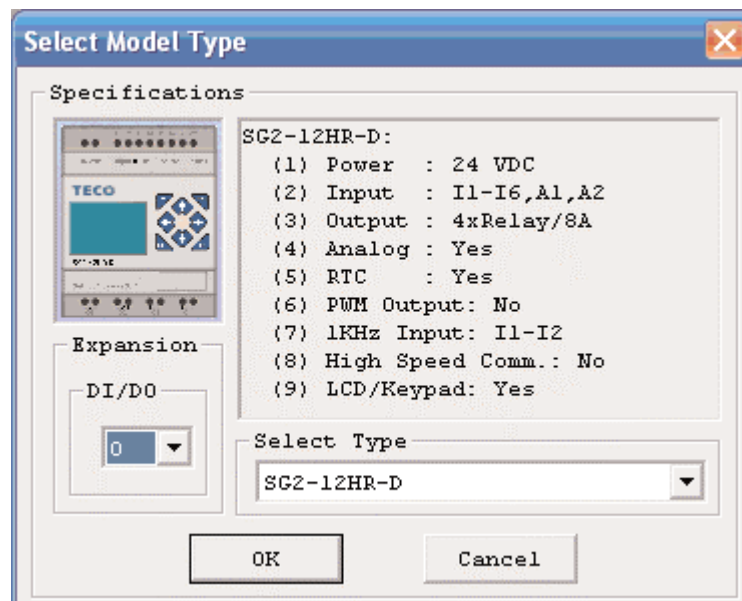 Select Model Type
Specifications
TECO
SG2-12HR-D:
(1) Power : 24 VDC
(2) Input : I1-I6,A1,A2
(3) Output : 4xRelay/8A
(4) Analog : Yes
(5) RTC : Yes
(6) PWM Output: No
(7) 1KHz Input: I1-I2
(8) High Speed Comm.: No
(9) LCD/Keypad: Yes
Expansion
DI/DO
0
Select Type
SG2-12HR-D
OK
Cancel